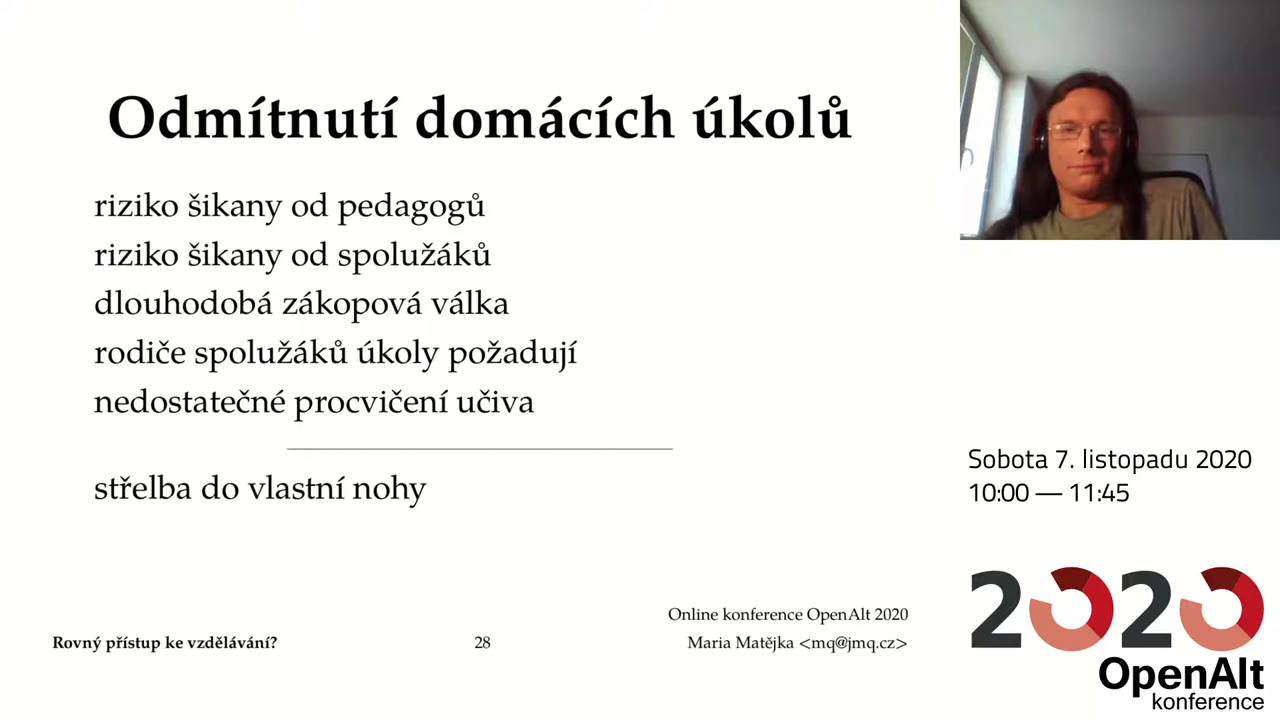 Odmítnutí domácích úkolů
riziko šikany od pedagogů
riziko šikany od spolužáků
dlouhodobá zákopová válka
rodiče spolužáků úkoly požadují
nedostatečné procvičení učiva
střelba do vlastní nohy
Online konference OpenAlt 2020
Rovný přístup ke vzdělávání? 28 Maria Matějka <mq@jmq.cz>
Sobota 7. listopadu 2020
10:00 — 11:45
2020
OpenAlt
konference